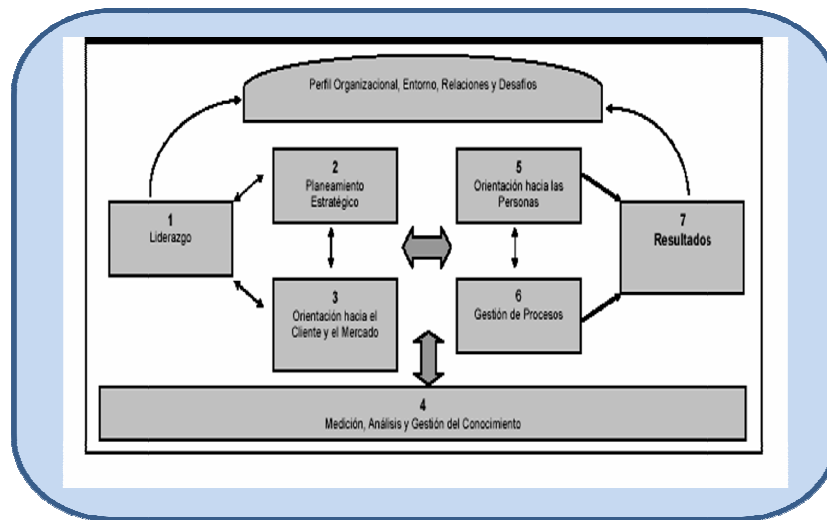 Perfil Organizacional, Entorno, Relaciones y Desafíos
2
Planeamiento
Estratégico
5
Orientación hacia las
Personas
1
Liderazgo
7
Resultados
3
Orientación hacia el
Cliente y el Mercado
6
Gestión de Procesos
4
Medición, Análisis y Gestión del Conocimiento